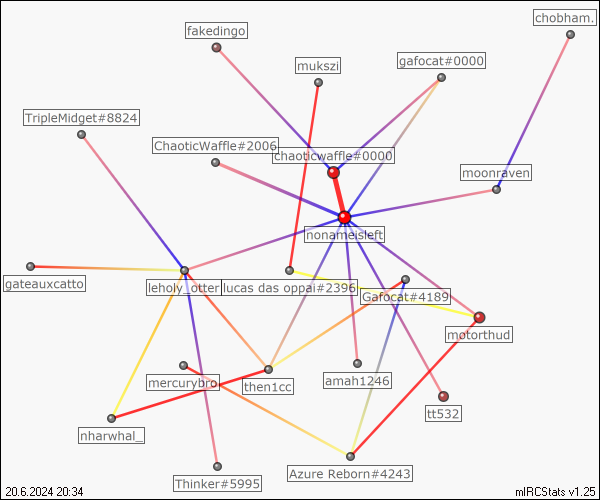 chobham.
fakedingo
gafocat#0000
mukszi
TripleMidget#8824
ChaoticWaffle#2006
chaoticwaffle#0000
moonraven
nonameisleft
gateauxcatto
leholy_otter
lucas das oppai#2396
Gafocat#4189
motorthud
mercurybro
then1cc
amah1246
tt532
nharwhal_
Thinker#5995
Azure Reborn#4243
20.6.2024 20:34
mIRCStats v1.25